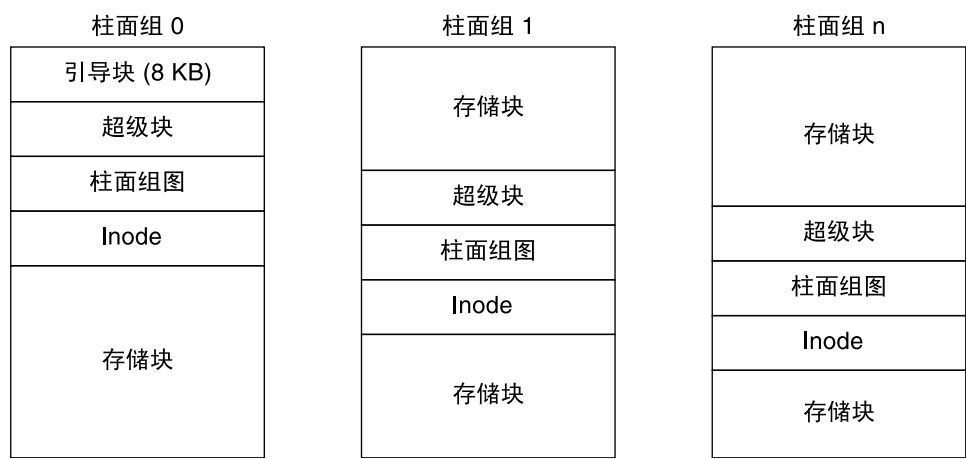 柱面组 0
引导块 (8 KB)
超级块
柱面组图
Inode
存储块
柱面组 1
存储块
超级块
柱面组图
Inode
存储块
柱面组 n
存储块
超级块
柱面组图
Inode
存储块